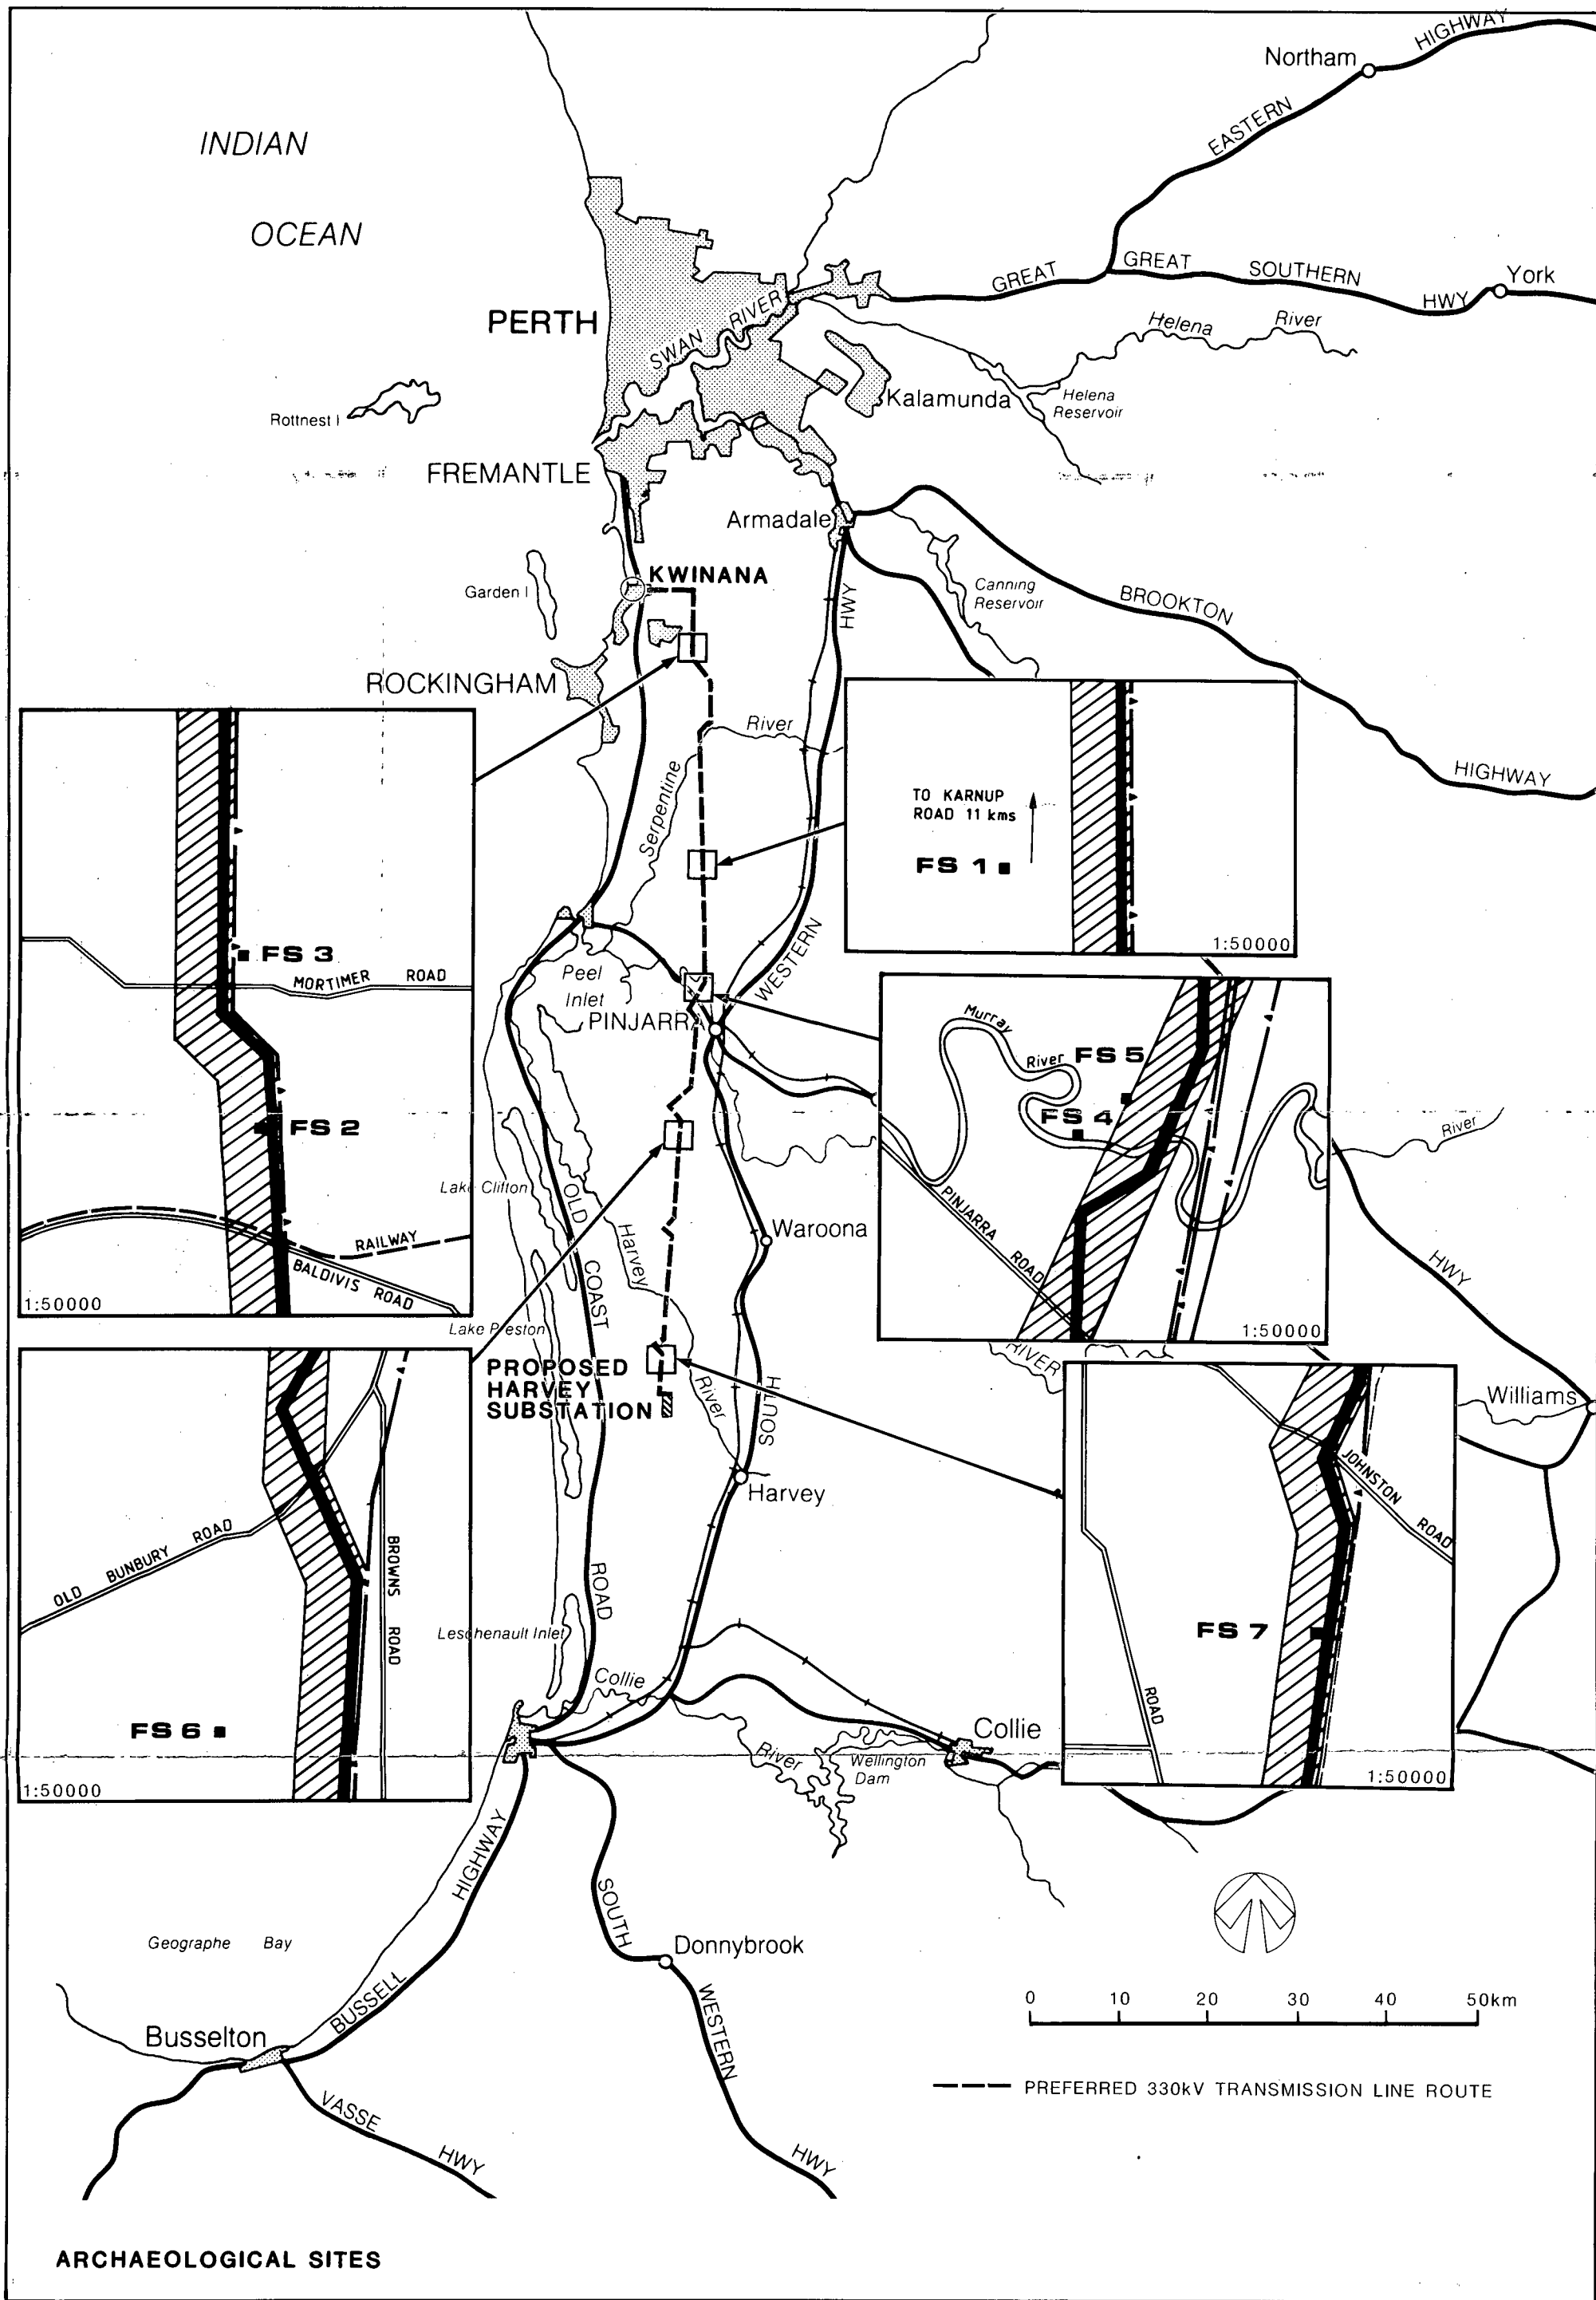 Northam
HIGHWAY
EASTERN
INDIAN
OCEAN
GREAT
GREAT
SOUTHERN
HWY
York
PERTH
SWAN RIVER
Helena River
Rottnest I
Kalamunda
Helena
Reservoir
FREMANTLE
Armadale
KWINANA
Garden I
HWY
Canning
Reservoir
BROOKTON
HIGHWAY
ROCKINGHAM
River
Serpentine
TO KARNUP
ROAD 11 kms
FS 1
1:50000
FS 3
MORTIMER ROAD
FS 2
RAILWAY
BALDIVIS ROAD
1:50000
Peel
Inlet
WESTERN
PINJARRA
Murray
River
FS 5
FS 4
PINJARRA
ROAD
1:50000
River
RIVER
HWY
Lake Clifton
OLD
COAST
ROAD
Harvey
River
Waroona
Lake Preston
PROPOSED
HARVEY
SUBSTATION
SOUTH
Harvey
Williams
OLD BUNBURY ROAD
BROWNS
ROAD
FS 6
1:50000
JOHNSTON
ROAD
FS 7
ROAD
1:50000
Leschenault Inlet
Collie
River
Wellington
Dam
Collie
HIGHWAY
BUSSELL
SOUTH
WESTERN
HWY
Geographe Bay
Donnybrook
Busselton
VASSE
HWY
0 10 20 30 40 50km
PREFERRED 330kV TRANSMISSION LINE ROUTE
ARCHAEOLOGICAL SITES